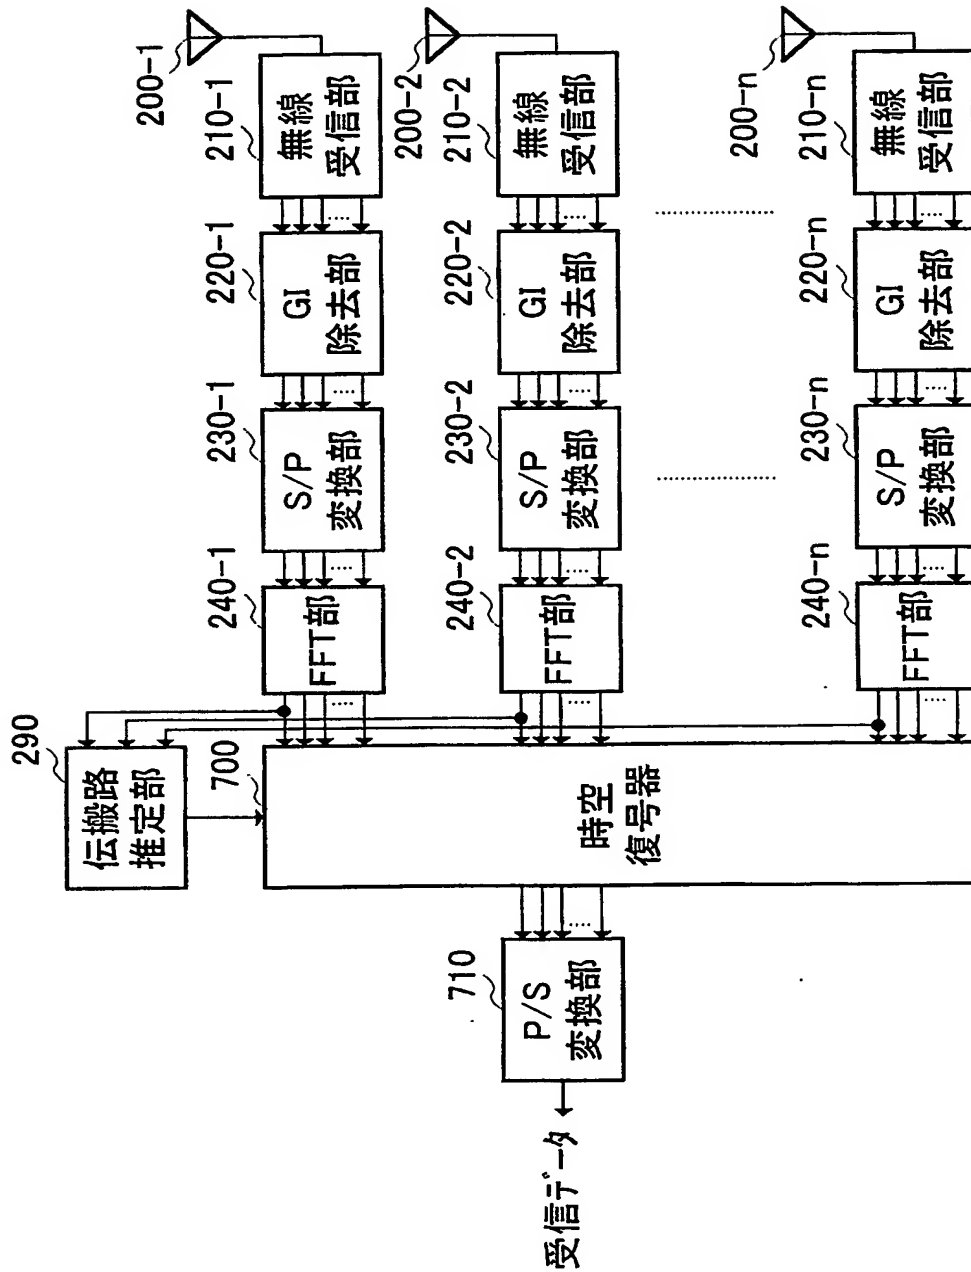 200-1
210-1
無線
受信部
220-1
GI
除去部
230-1
S/P
変換部
240-1
FFT部
200-2
210-2
無線
受信部
220-2
GI
除去部
230-2
S/P
変換部
240-2
FFT部
200-n
210-n
無線
受信部
220-n
GI
除去部
230-n
S/P
変換部
240-n
FFT部
290
伝搬路
推定部
700
時空
復号器
710
P/S
変換部
受信データ